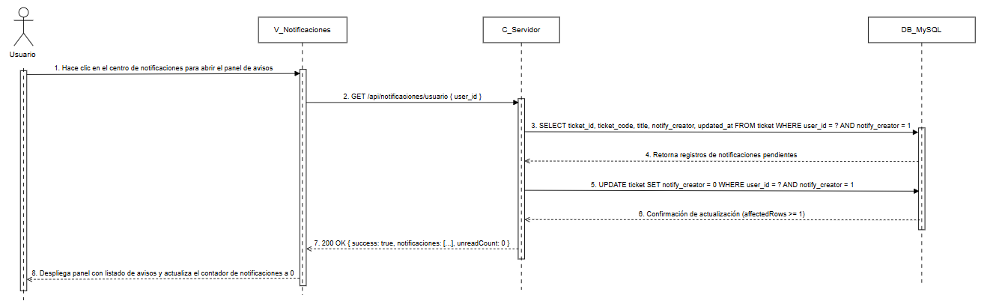 V_Notificaciones
C_Servidor
DB_MySQL
Usuario
1. Hace clic en el centro de notificaciones para abrir el panel de avisos
2. GET /api/notificaciones/usuario { user_id }
3. SELECT ticket_id, ticket_code, title, notify_creator, updated_at FROM ticket WHERE user_id = ? AND notify_creator = 1
4. Retorna registros de notificaciones pendientes
5. UPDATE ticket SET notify_creator = 0 WHERE user_id = ? AND notify_creator = 1
6. Confirmación de actualización (affectedRows >= 1)
7. 200 OK { success: true, notificaciones: [...], unreadCount: 0 }
8. Despliega panel con listado de avisos y actualiza el contador de notificaciones a 0